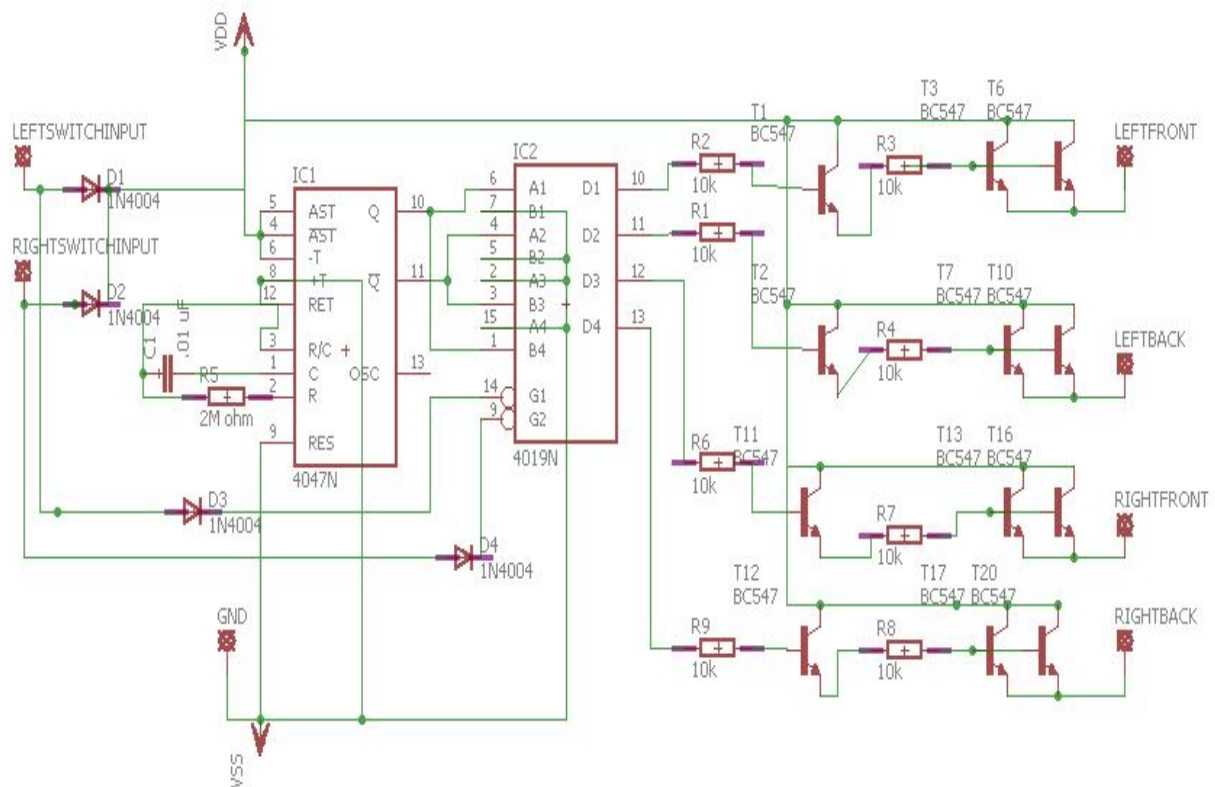 VDD
LEFTSWITCHINPUT
D1
1N4004
RIGHTSWITCHINPUT
D2
1N4004
C1
.01 uF
R5
2M ohm
IC1
5 AST Q 10
4 AST
6 -T
8 +T Q 11
12 RET
3 R/C
1 C OSC 13
2 R
9 RES
4047N
D3
1N4004
D4
1N4004
GND
VSS
IC2
6 A1 D1 10
7 B1
4 A2 D2 11
5 B2
2 A3 D3 12
3 B3
15 A4 D4 13
1 B4
14 G1
9 G2
4019N
R2
10k
T1
BC547
R3
10k
T3 T6
BC547 BC547
LEFTFRONT
R1
10k
T2
BC547
R4
10k
T7 T10
BC547 BC547
LEFTBACK
R6
10k
T11
BC547
R7
10k
T13 T16
BC547 BC547
RIGHTFRONT
R9
10k
T12
BC547
R8
10k
T17 T20
BC547 BC547
RIGHTBACK